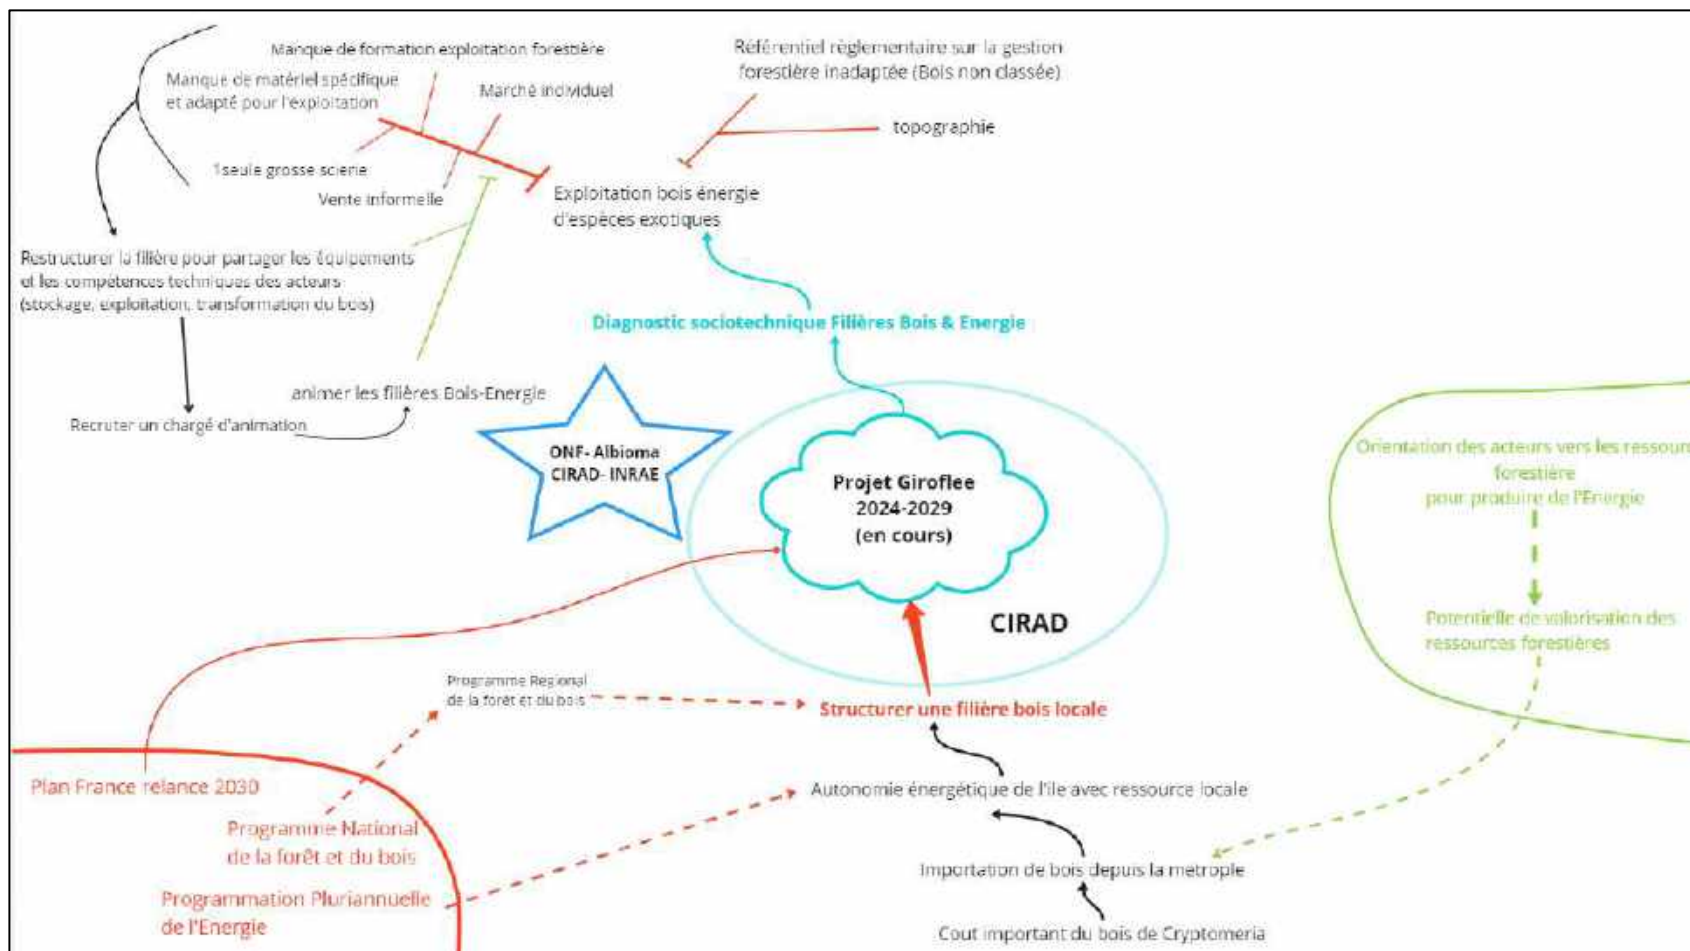 Manque de formation exploitation forestière
Manque de matériel spécifique
et adapté pour l'exploitation
Marché individuel
Référentiel règlementaire sur la gestion
forestière inadaptée (Bois non classée)
topographie
1seule grosse scierie
Vente informelle
Exploitation bois énergie
d'espèces exotiques
Restructurer la filière pour partager les équipements
et les compétences techniques des acteurs
(stockage, exploitation, transformation du bois)
Diagnostic sociotechnique Filières Bois & Energie
animer les filières Bois-Energie
Recruter un chargé d'animation
ONF- Albioma
CIRAD- INRAE
Projet Giroflee
2024-2029
(en cours)
CIRAD
Orientation des acteurs vers les ressourc
forestière
pour produire de l'Energie
Potentielle de valorisation des
ressources forestières
Programme Regional
de la forêt et du bois
Structurer une filière bois locale
Plan France relance 2030
Autonomie énergétique de l'île avec ressource locale
Programme National
de la forêt et du bois
Importation de bois depuis la métrople
Programmation Pluriannuelle
de l'Energie
Cout important du bois de Cryptomeria